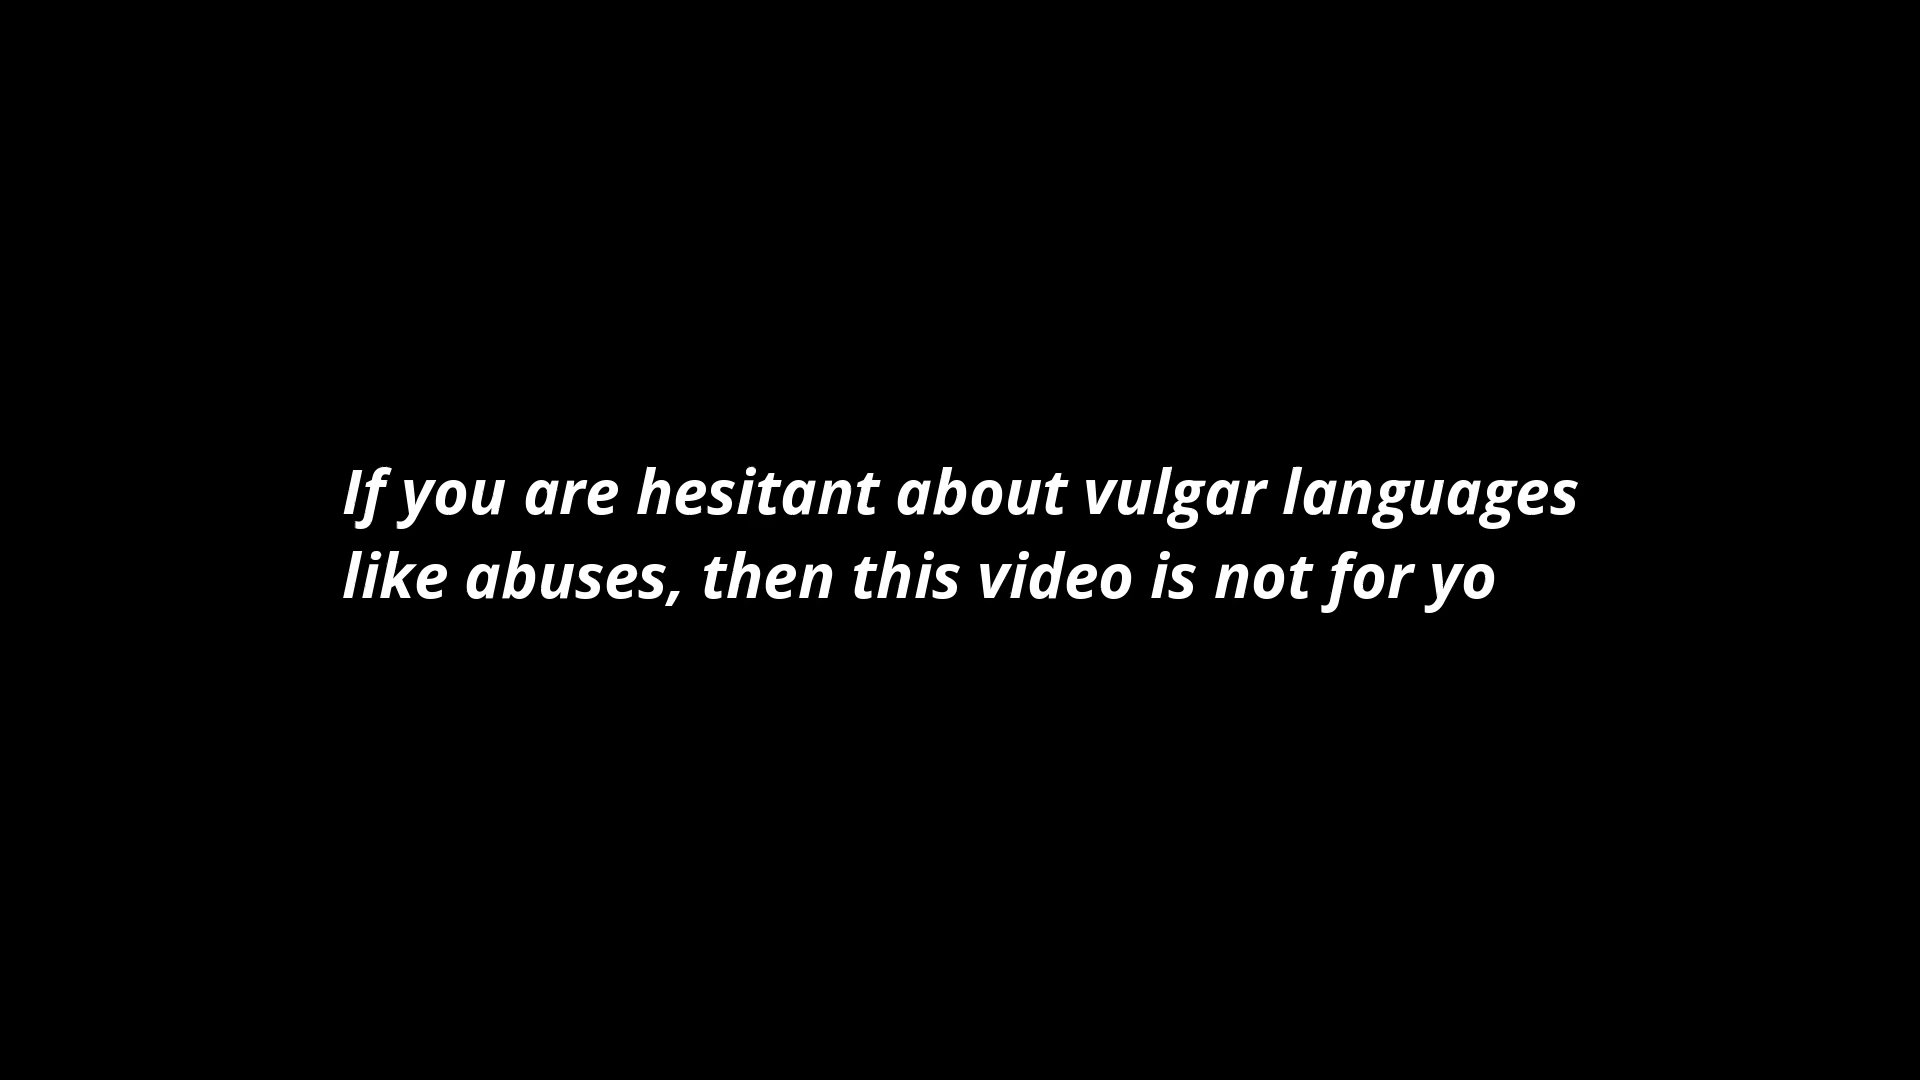 If you are hesitant about vulgar languages
like abuses, then this video is not for yo